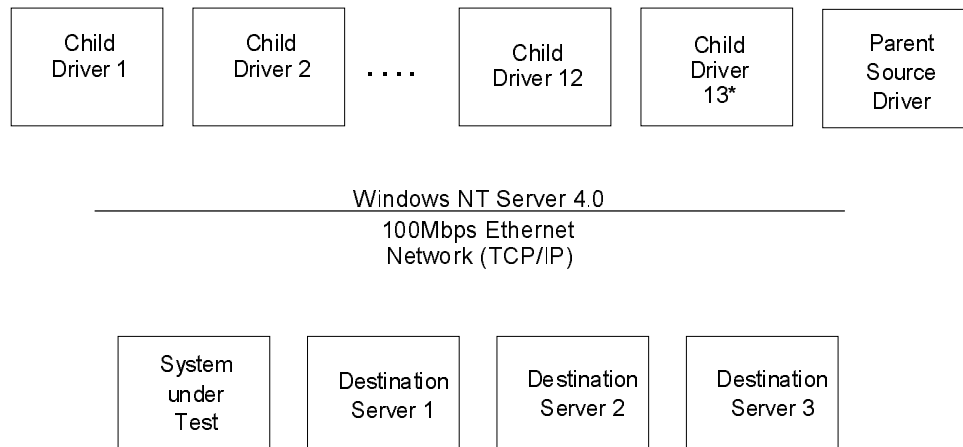 Child
Driver 1
Child
Driver 2
. . . .
Child
Driver 12
Child
Driver
13*
Parent
Source
Driver
Windows NT Server 4.0
100Mbps Ethernet
Network (TCP/IP)
System
under
Test
Destination
Server 1
Destination
Server 2
Destination
Server 3